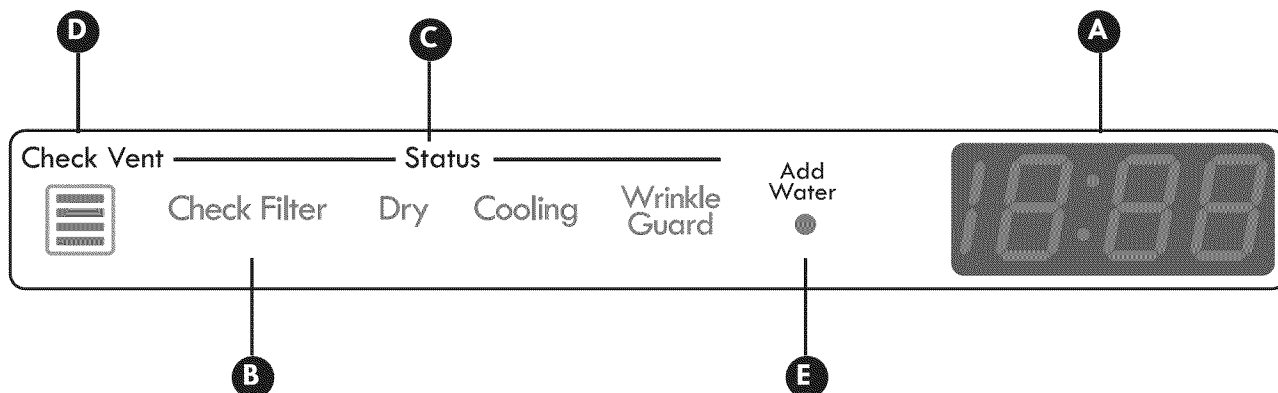 D
C
A
Check Vent
Status
Check Filter
Dry
Cooling
Wrinkle
Guard
Add
Water
18:88
B
E